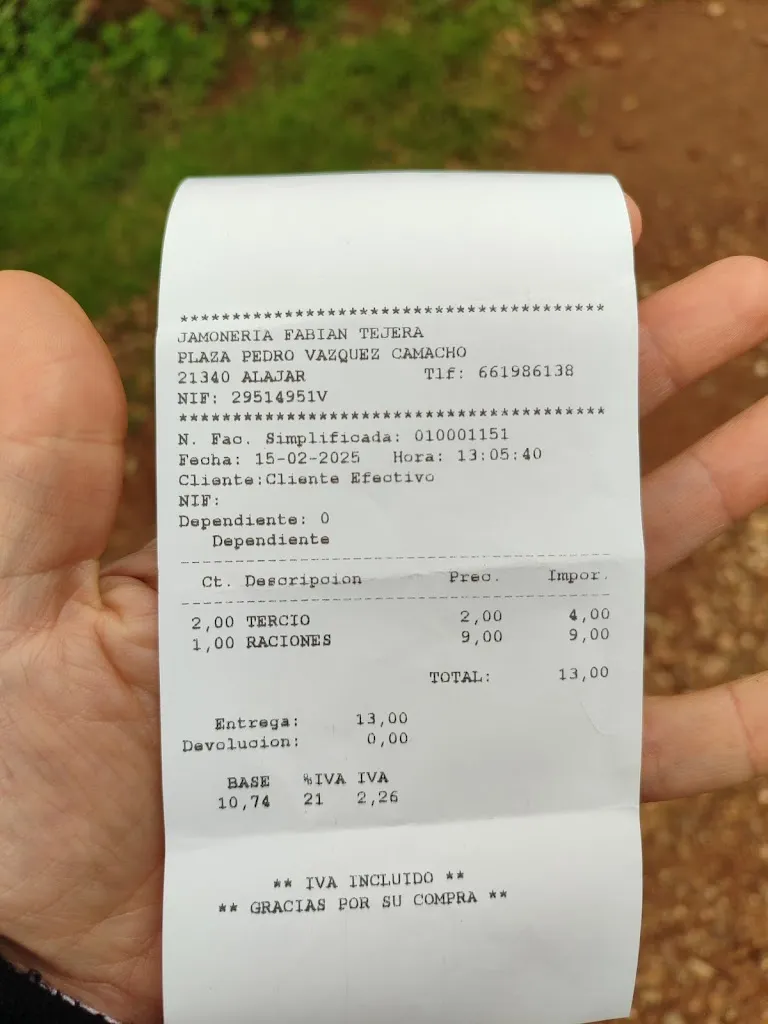 ****************************************
JAMONERIA FABIAN TEJERA
PLAZA PEDRO VAZQUEZ CAMACHO
21340 ALAJAR Tlf: 661986138
NIF: 29514951V
****************************************
N. Fac. Simplificada: 010001151
Fecha: 15-02-2025 Hora: 13:05:40
Cliente:Cliente Efectivo
NIF:
Dependiente: 0
Dependiente
----------------------------------------
Ct. Descripcion Prec. Impor.
----------------------------------------
2,00 TERCIO 2,00 4,00
1,00 RACIONES 9,00 9,00
TOTAL: 13,00
Entrega: 13,00
Devolucion: 0,00
BASE %IVA IVA
10,74 21 2,26
** IVA INCLUIDO **
** GRACIAS POR SU COMPRA **